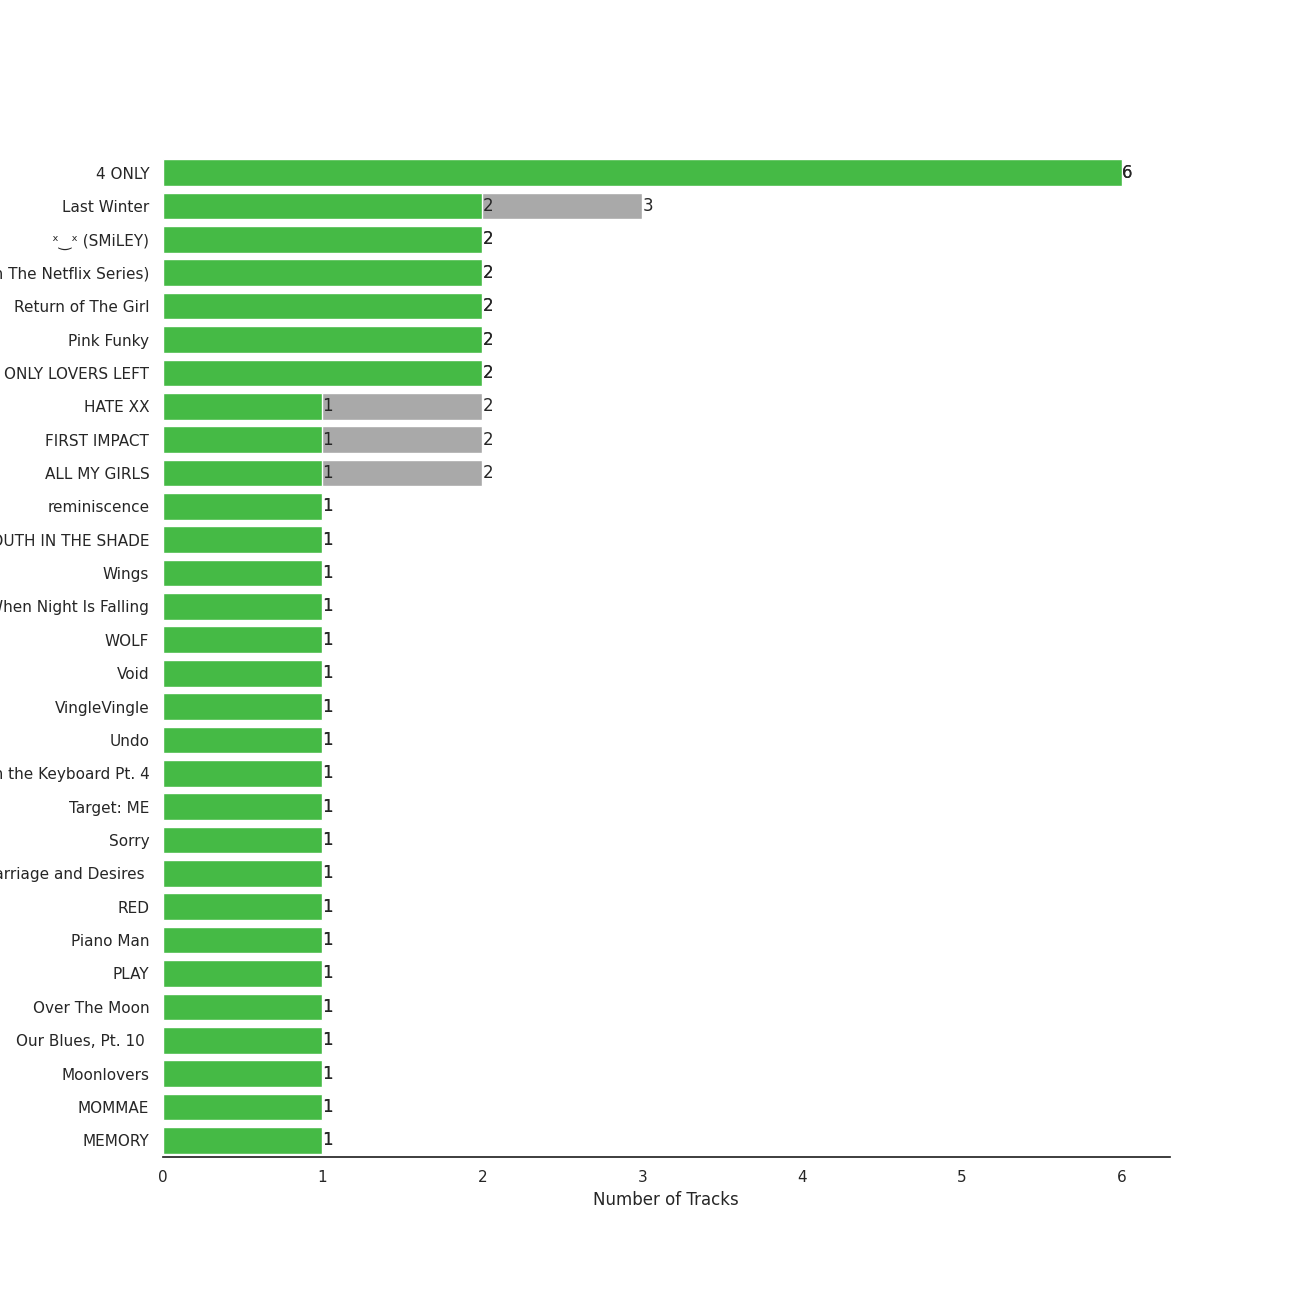 4 ONLY 6
Last Winter 2 3
ˣ‿ˣ (SMiLEY) 2
The Netflix Series) 2
Return of The Girl 2
Pink Funky 2
ONLY LOVERS LEFT 2
HATE XX 1 2
FIRST IMPACT 1 2
ALL MY GIRLS 1 2
reminiscence 1
OUTH IN THE SHADE 1
Wings 1
When Night Is Falling 1
WOLF 1
Void 1
VingleVingle 1
Undo 1
the Keyboard Pt. 4 1
Target: ME 1
Sorry 1
arriage and Desires 1
RED 1
Piano Man 1
PLAY 1
Over The Moon 1
Our Blues, Pt. 10 1
Moonlovers 1
MOMMAE 1
MEMORY 1
0 1 2 3 4 5 6
Number of Tracks